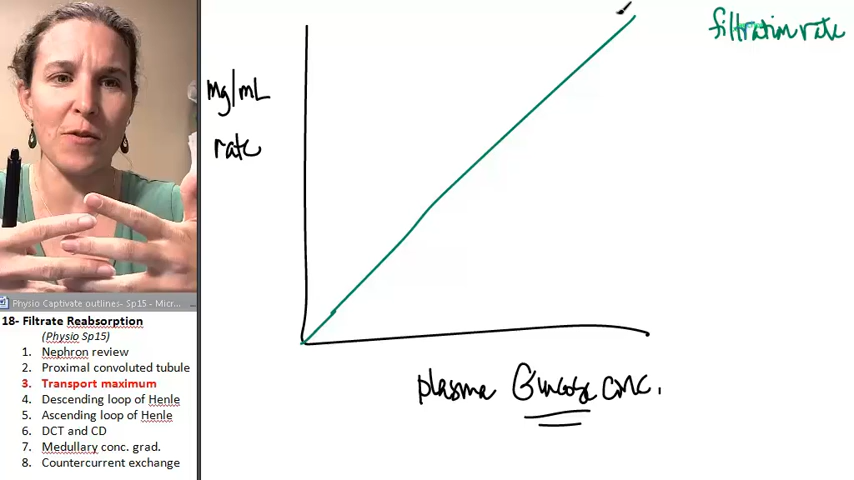 filtration rate
mg/mL
rate
plasma Glucose conc.
Physio Captivate outlines- Sp15 - Micr...
18- Filtrate Reabsorption
(Physio Sp15)
1. Nephron review
2. Proximal convoluted tubule
3. Transport maximum
4. Descending loop of Henle
5. Ascending loop of Henle
6. DCT and CD
7. Medullary conc. grad.
8. Countercurrent exchange